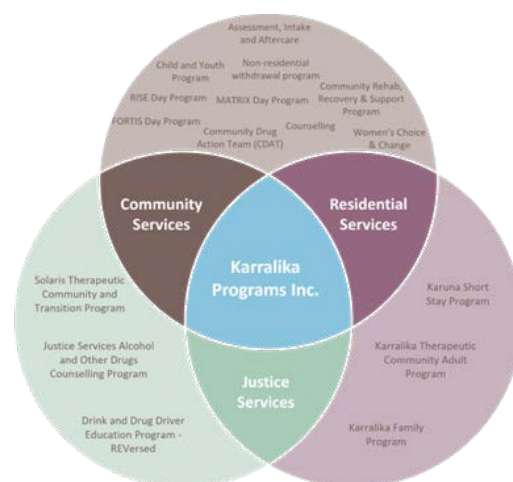 Assessment, Intake
and Aftercare
Child and Youth
Program
Non-residential
withdrawal program
Community Rehab,
Recovery & Support
Program
RISE Day Program
MATRIX Day Program
FORTIS Day Program
Community Drug
Action Team (CDAT)
Counselling
Women's Choice
& Change
Community
Services
Residential
Services
Karralika
Programs Inc.
Solaris Therapeutic
Community and
Transition Program
Karuna Short
Stay Program
Justice Services Alcohol
and Other Drugs
Counselling Program
Karralika Therapeutic
Community Adult
Program
Justice
Services
Drink and Drug Driver
Education Program -
REVersed
Karralika Family
Program